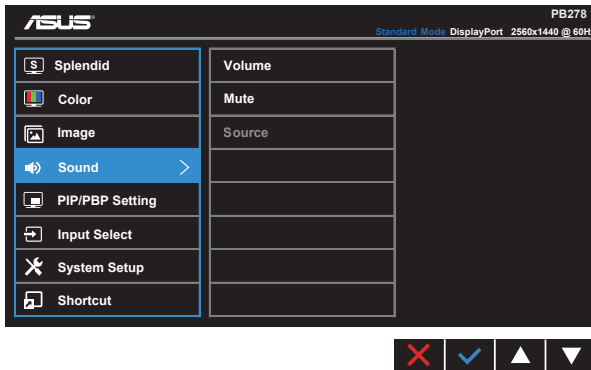 ASUS
PB278
Standard Mode DisplayPort 2560x1440 @ 60H
S Splendid
Color
Image
Sound
PIP/PBP Setting
Input Select
System Setup
Shortcut
Volume
Mute
Source